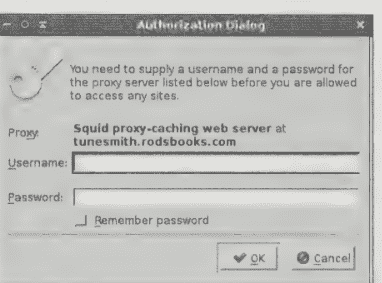 Authorization Dialog
You need to supply a username and a password for
the proxy server listed below before you are allowed
to access any sites.
Proxy: Squid proxy-caching web server at
tunesmith.rodsbooks.com
Username:
Password:
Remember password
OK Cancel